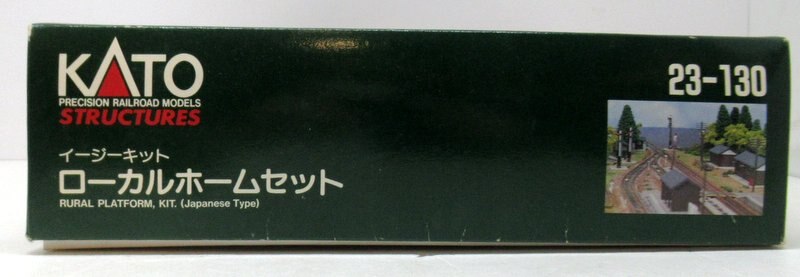 KATO
PRECISION RAILROAD MODELS
STRUCTURES
23-130
イージーキット
ローカルホームセット
RURAL PLATFORM, KIT. (Japanese Type)